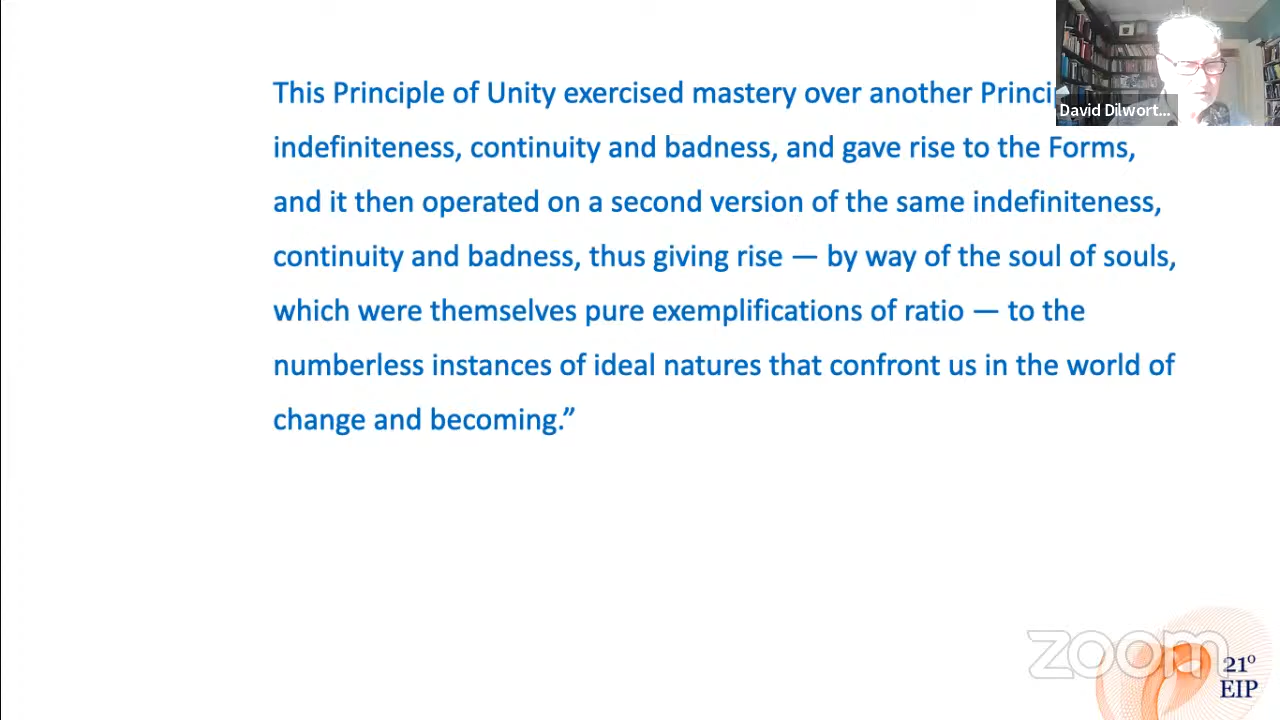 This Principle of Unity exercised mastery over another
David Dilwort...
indefiniteness, continuity and badness, and gave rise to the Forms,
and it then operated on a second version of the same indefiniteness,
continuity and badness, thus giving rise — by way of the soul of souls,
which were themselves pure exemplifications of ratio — to the
numberless instances of ideal natures that confront us in the world of
change and becoming.”
zoom
21º
EIP